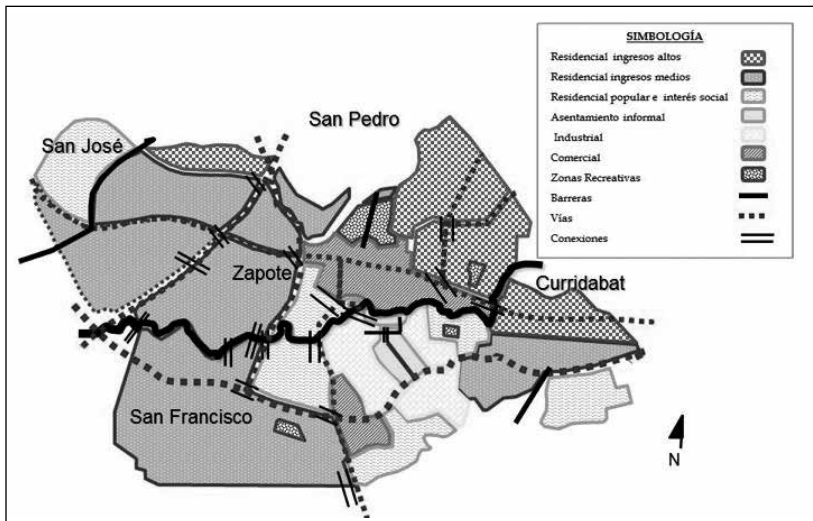 SIMBOLOGÍA
Residencial ingresos altos
Residencial ingresos medios
Residencial popular e interés social
Asentamiento informal
Industrial
Comercial
Zonas Recreativas
Barreras
Vías
Conexiones
San Pedro
San José
Zapote
Curridabat
San Francisco
N